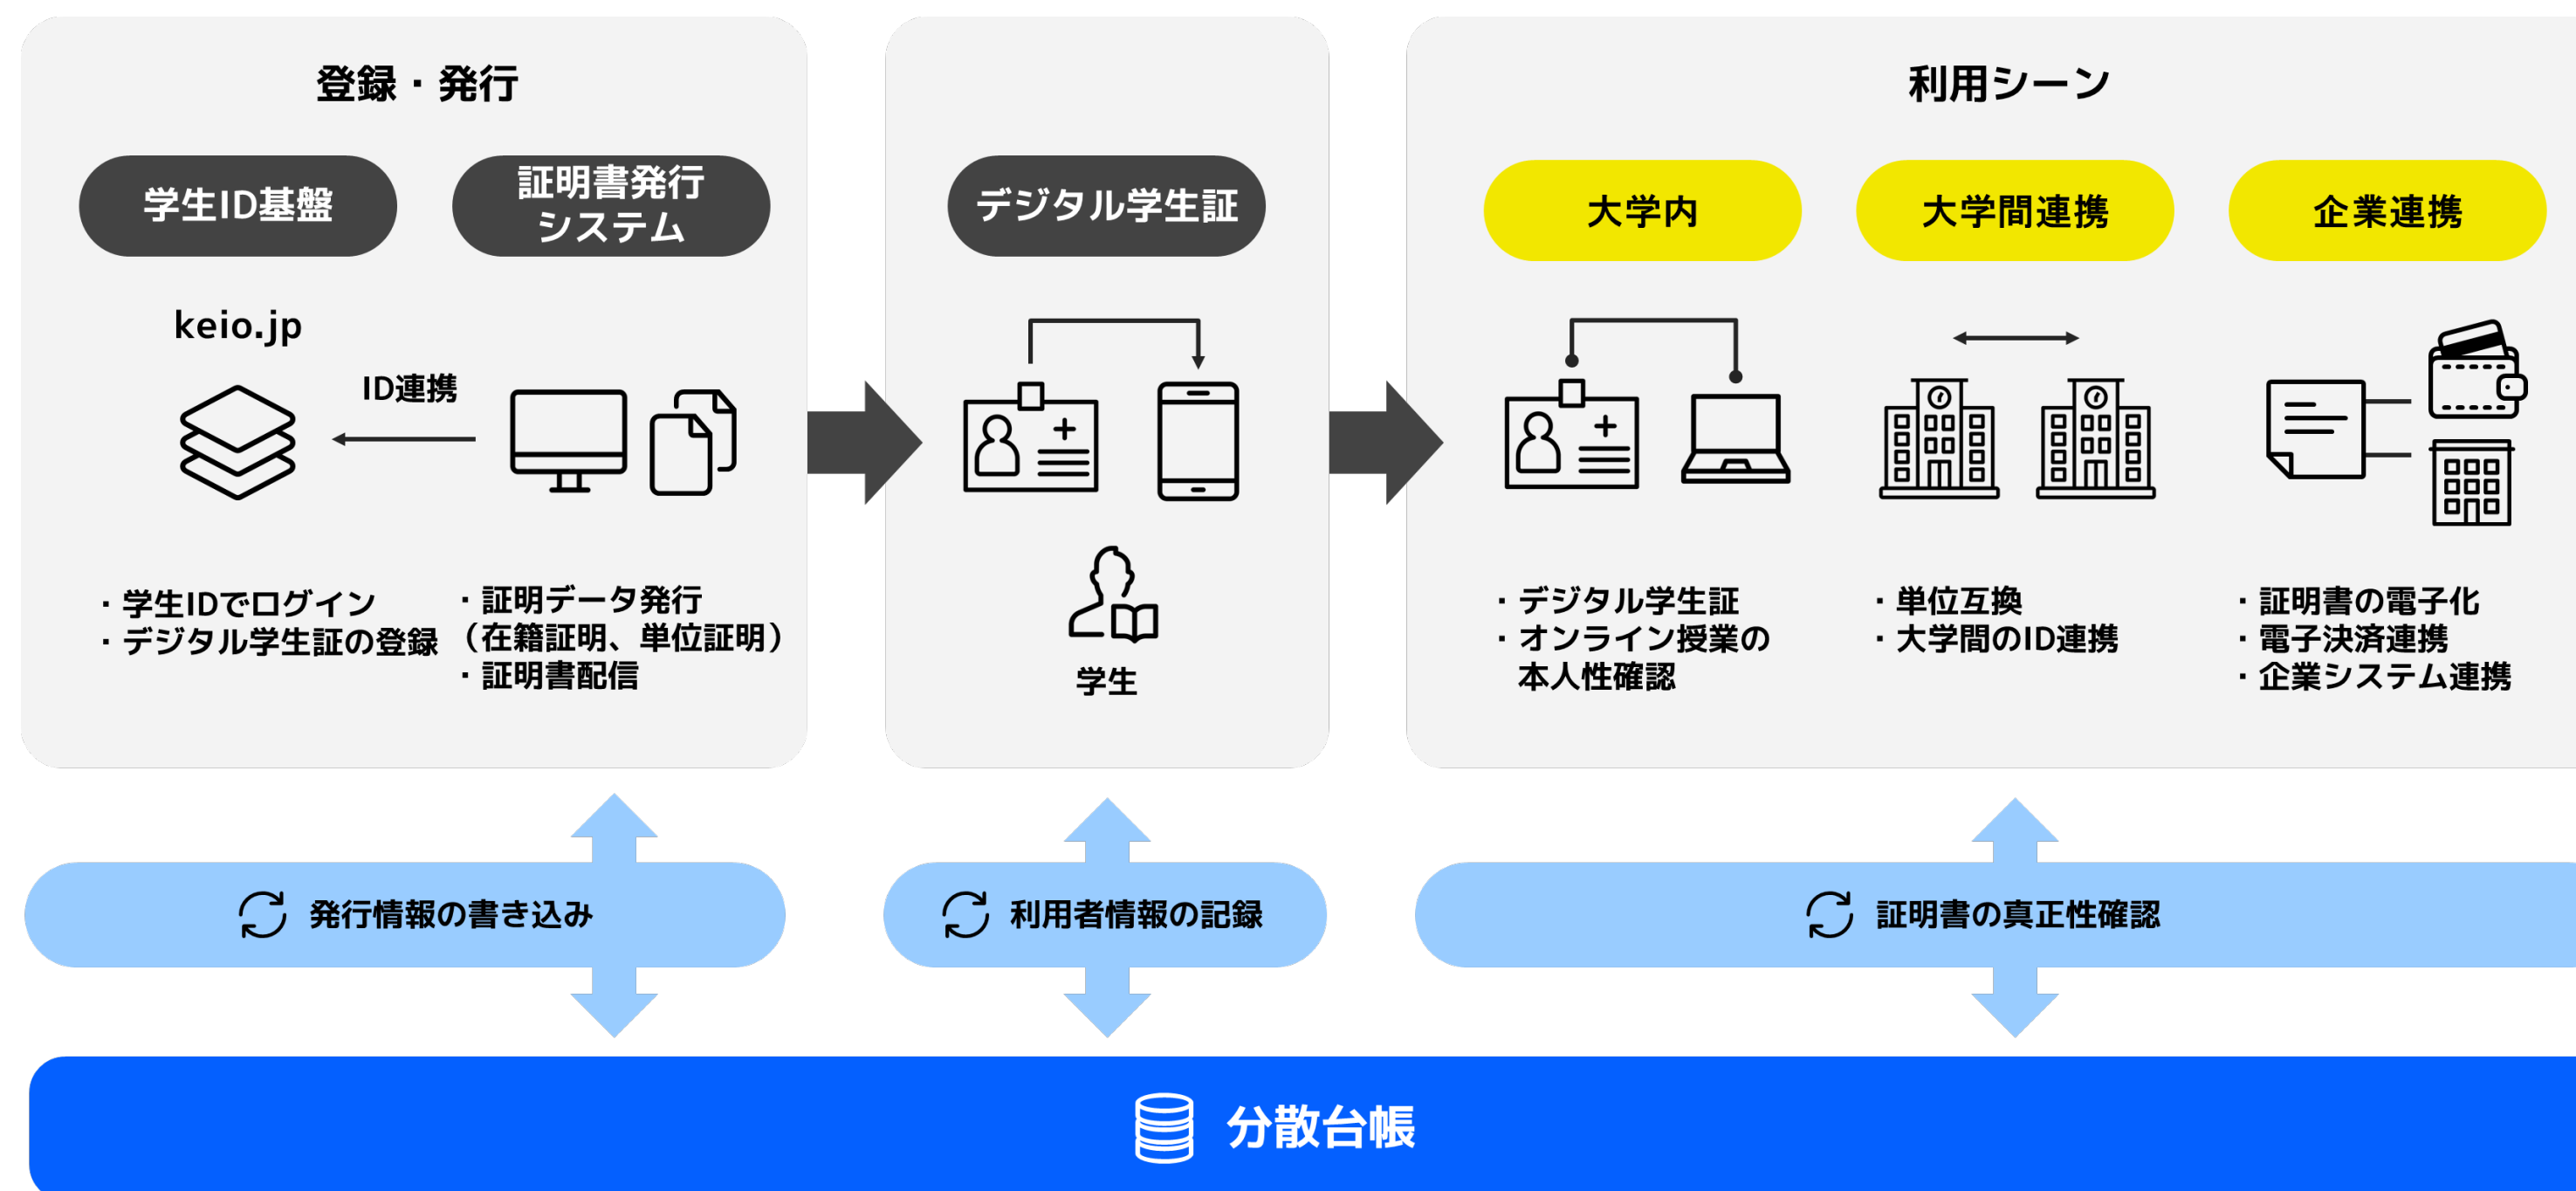 登録・発行
学生ID基盤
証明書発行
システム
keio.jp
ID連携
・学生IDでログイン
・デジタル学生証の登録
・証明データ発行
（在籍証明、単位証明）
・証明書配信
デジタル学生証
学生
利用シーン
大学内
・デジタル学生証
・オンライン授業の
本人性確認
大学間連携
・単位互換
・大学間のID連携
企業連携
・証明書の電子化
・電子決済連携
・企業システム連携
発行情報の書き込み
利用者情報の記録
証明書の真正性確認
分散台帳